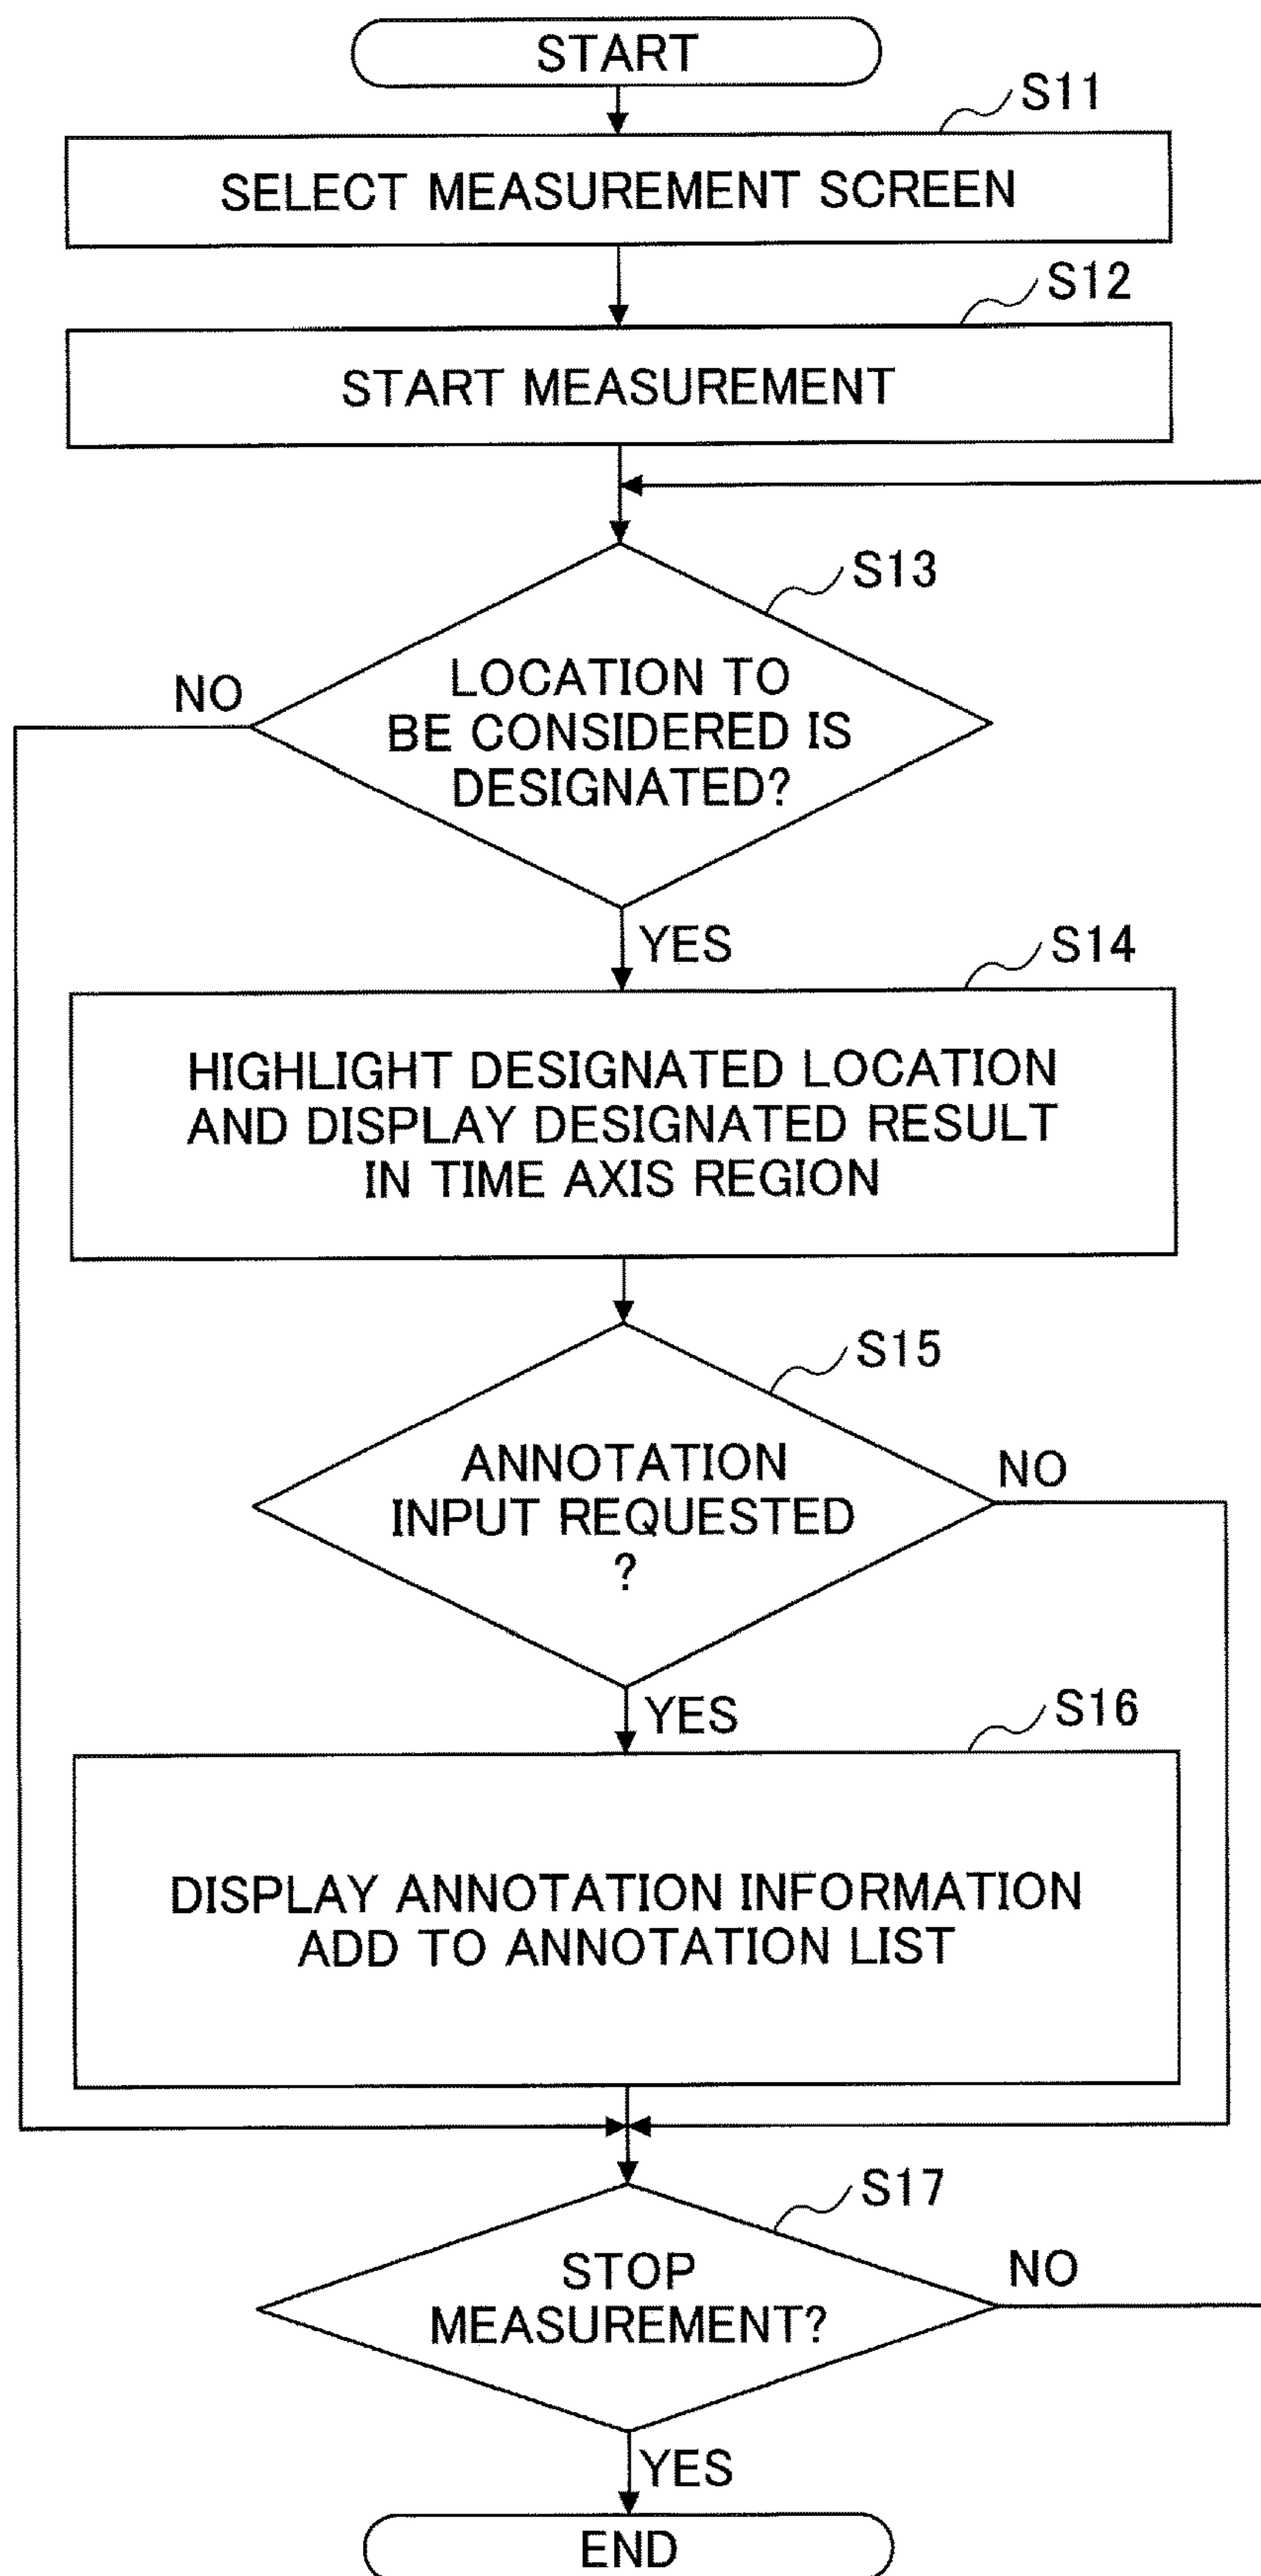 START
S11
SELECT MEASUREMENT SCREEN
S12
START MEASUREMENT
S13
NO
LOCATION TO
BE CONSIDERED IS
DESIGNATED?
YES
S14
HIGHLIGHT DESIGNATED LOCATION
AND DISPLAY DESIGNATED RESULT
IN TIME AXIS REGION
S15
ANNOTATION
INPUT REQUESTED
?
NO
YES
S16
DISPLAY ANNOTATION INFORMATION
ADD TO ANNOTATION LIST
S17
STOP
MEASUREMENT?
NO
YES
END